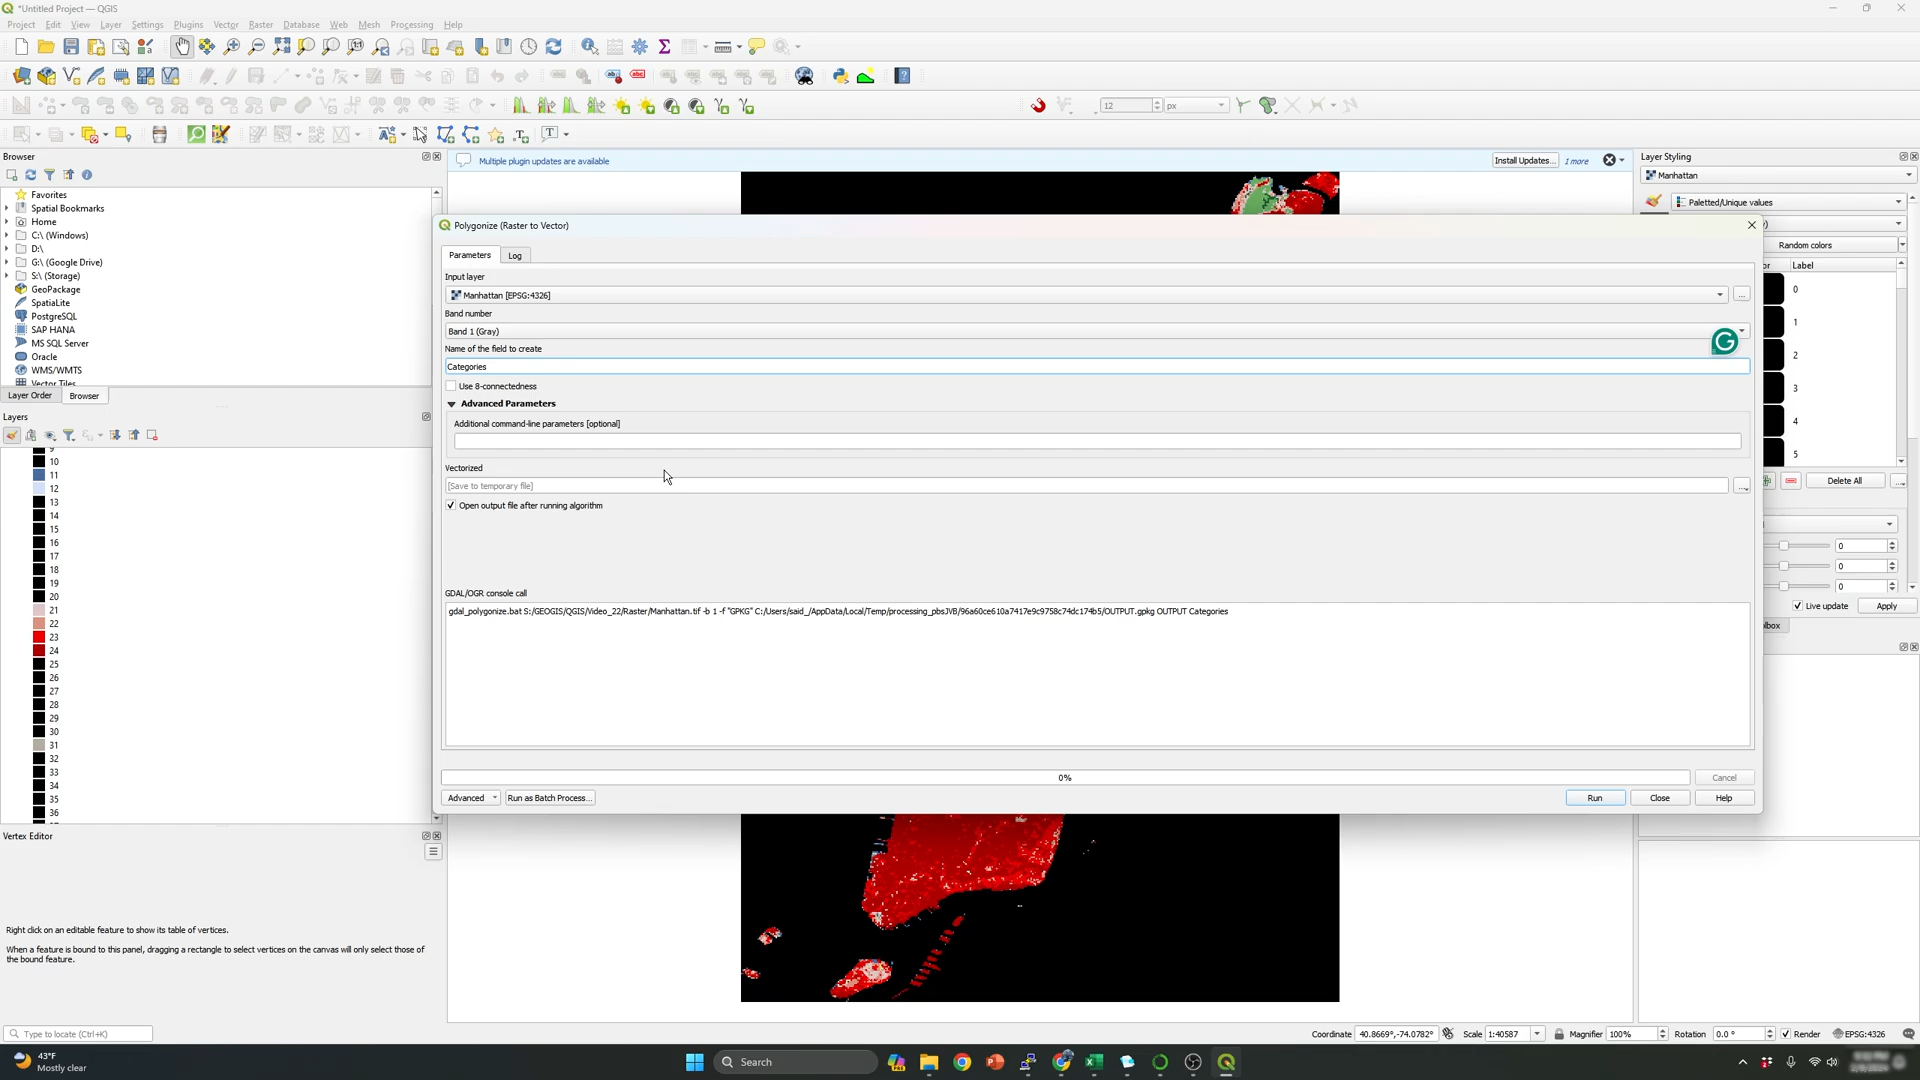 *Untitled Project — QGIS
Project Edit View Layer Settings Plugins Vector Raster Database Web Mesh Processing Help
12 px
Browser
Favorites
Spatial Bookmarks
Home
C:\ (Windows)
D:\
G:\ (Google Drive)
S:\ (Storage)
GeoPackage
SpatiaLite
PostgreSQL
SAP HANA
MS SQL Server
Oracle
WMS/WMTS
Vector Tiles
Layer Order Browser
Layers
9
10
11
12
13
14
15
16
17
18
19
20
21
22
23
24
25
26
27
28
29
30
31
32
33
34
35
36
Vertex Editor
Right click on an editable feature to show its table of vertices.
When a feature is bound to this panel, dragging a rectangle to select vertices on the canvas will only select those of
the bound feature.
Multiple plugin updates are available
Install Updates... 1 more
Polygonize (Raster to Vector)
Parameters Log
Input layer
Manhattan [EPSG:4326]
Band number
Band 1 (Gray)
Name of the field to create
Categories
Use 8-connectedness
Advanced Parameters
Additional command-line parameters [optional]
Vectorized
[Save to temporary file]
Open output file after running algorithm
GDAL/OGR console call
gdal_polygonize.bat S:/GEOGIS/QGIS/Video_22/Raster/Manhattan.tif -b 1 -f "GPKG" C:/Users/said_/AppData/Local/Temp/processing_pbsJVB/96a60ce610a7417e9c9758c74dc174b5/OUTPUT.gpkg OUTPUT Categories
0%
Cancel
Advanced Run as Batch Process... Run Close Help
Layer Styling
Manhattan
Paletted/Unique values
Random colors
or Label
0
1
2
3
4
5
Delete All
0
0
0
Live update Apply
lbox
Type to locate (Ctrl+K)
Coordinate 40.8669°,-74.0782° Scale 1:40587 Magnifier 100% Rotation 0.0 ° Render EPSG:4326
43°F
Mostly clear
Search